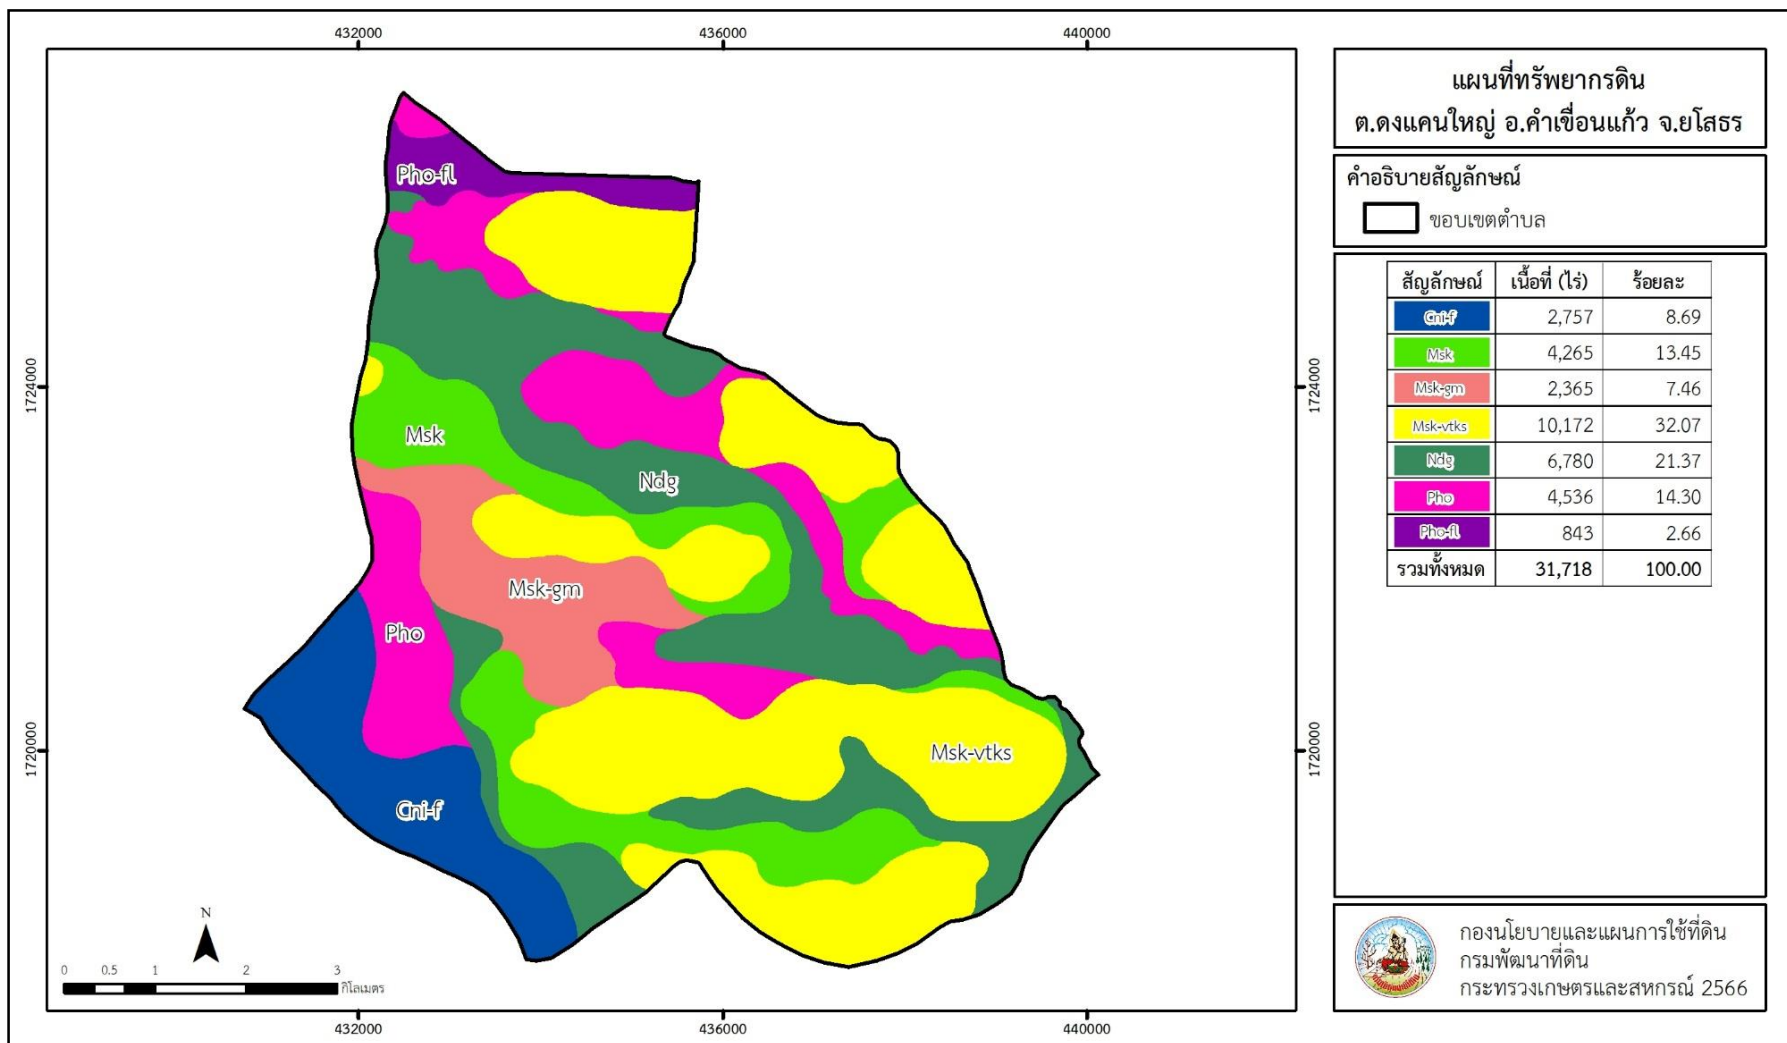 432000
436000
440000
1724000
1720000
1724000
1720000
432000
436000
440000
Pho-fl
Msk
Ndg
Msk-gm
Pho
Msk-vtks
Cni-f
N
0 0.5 1 2 3
กิโลเมตร
แผนที่ทรัพยากรดิน
ต.ดงแคนใหญ่ อ.คำเขื่อนแก้ว จ.ยโสธร
คำอธิบายสัญลักษณ์
ขอบเขตตำบล
สัญลักษณ์ เนื้อที่ (ไร่) ร้อยละ
Cni-f 2,757 8.69
Msk 4,265 13.45
Msk-gm 2,365 7.46
Msk-vtks 10,172 32.07
Ndg 6,780 21.37
Pho 4,536 14.30
Pho-fl 843 2.66
รวมทั้งหมด 31,718 100.00
กองนโยบายและแผนการใช้ที่ดิน
กรมพัฒนาที่ดิน
กระทรวงเกษตรและสหกรณ์ 2566